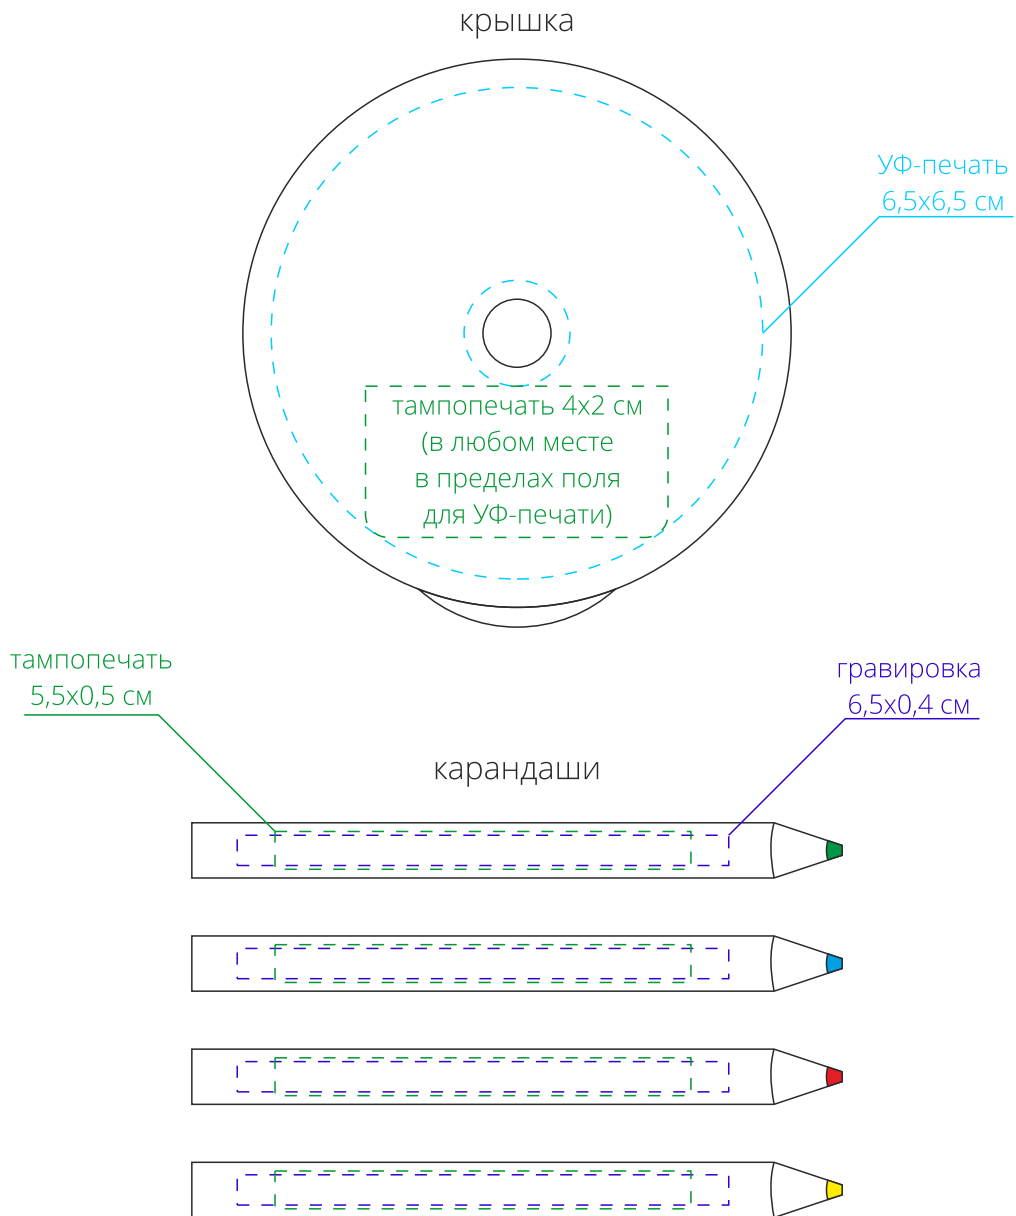 крышка
УФ-печать
6,5х6,5 см
тампопечать 4х2 см
(в любом месте
в пределах поля
для УФ-печати)
тампопечать
5,5х0,5 см
гравировка
6,5х0,4 см
карандаши